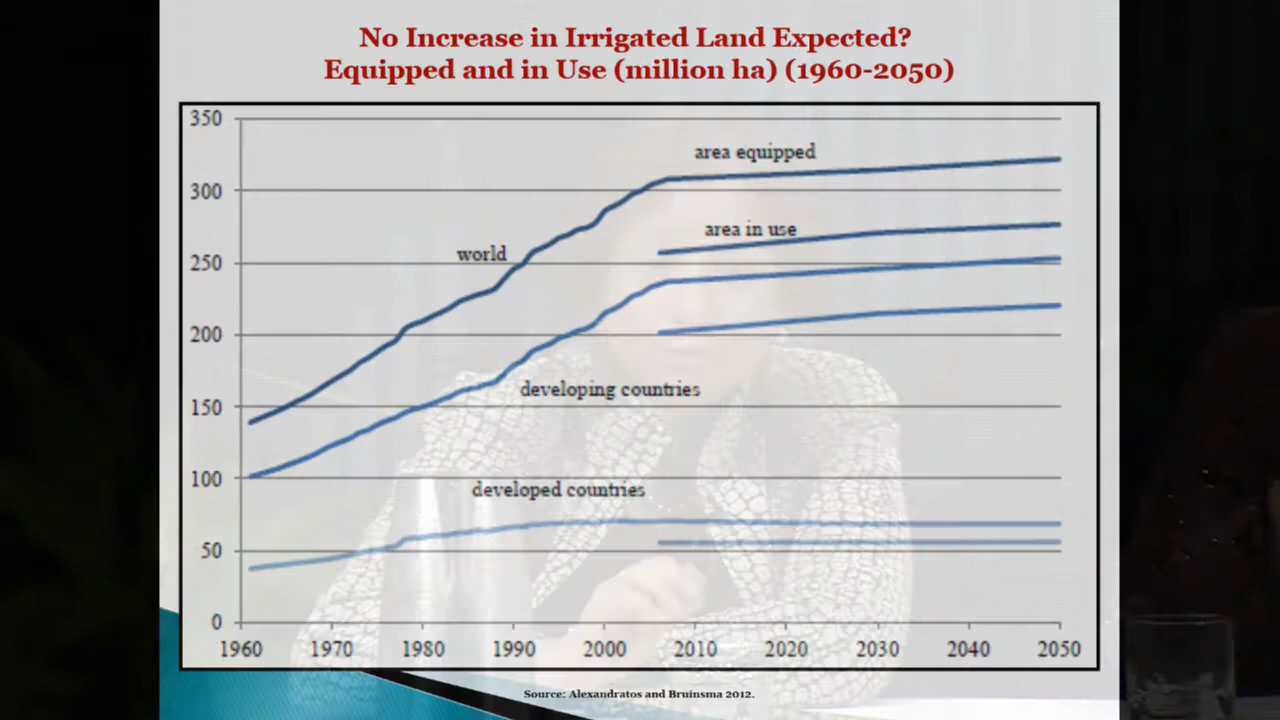 No Increase in Irrigated Land Expected?
Equipped and in Use (million ha) (1960-2050)
350
300
250
200
150
100
50
0
area equipped
area in use
world
developing countries
developed countries
1960 1970 1980 1990 2000 2010 2020 2030 2040 2050
Source: Alexandratos and Bruinsma 2012.